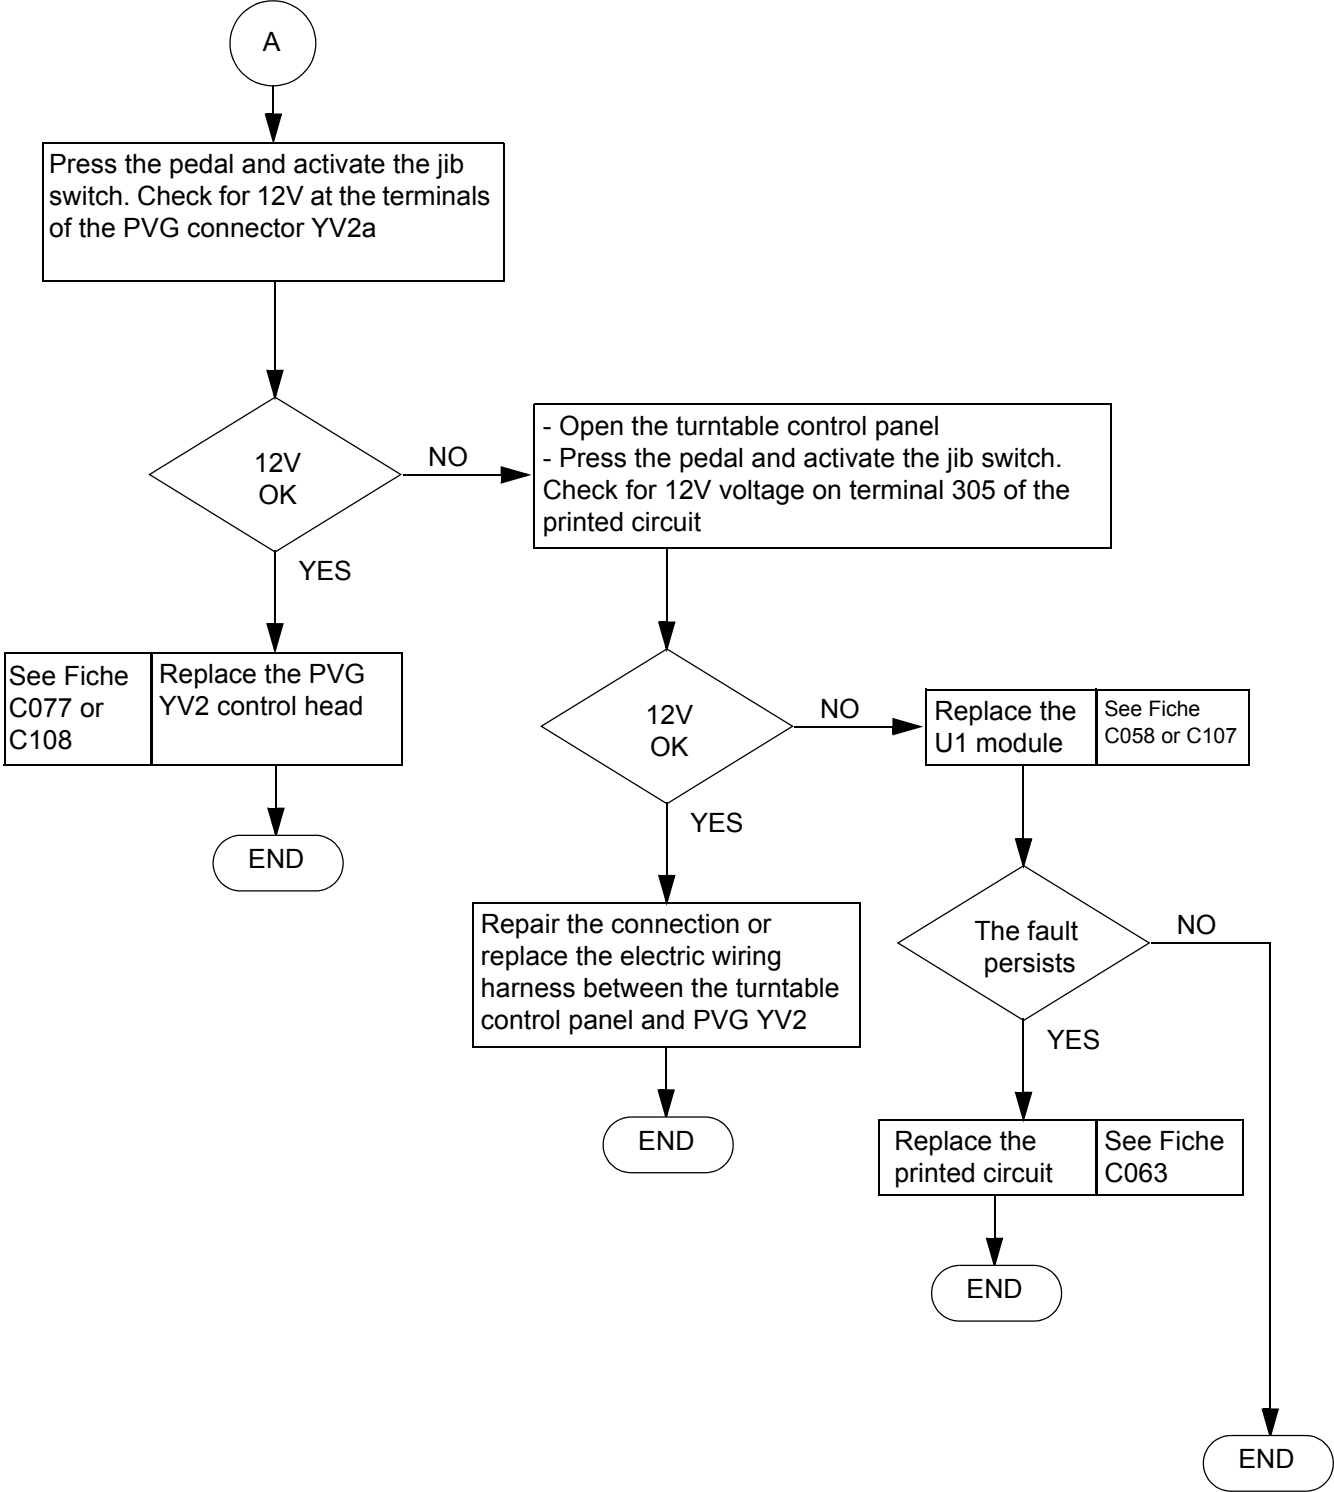 A
Press the pedal and activate the jib
switch. Check for 12V at the terminals
of the PVG connector YV2a
12V
OK
NO
YES
- Open the turntable control panel
- Press the pedal and activate the jib switch.
Check for 12V voltage on terminal 305 of the
printed circuit
See Fiche
C077 or
C108
Replace the PVG
YV2 control head
END
12V
OK
NO
YES
Replace the
U1 module
See Fiche
C058 or C107
Repair the connection or
replace the electric wiring
harness between the turntable
control panel and PVG YV2
END
The fault
persists
NO
YES
Replace the
printed circuit
See Fiche
C063
END
END